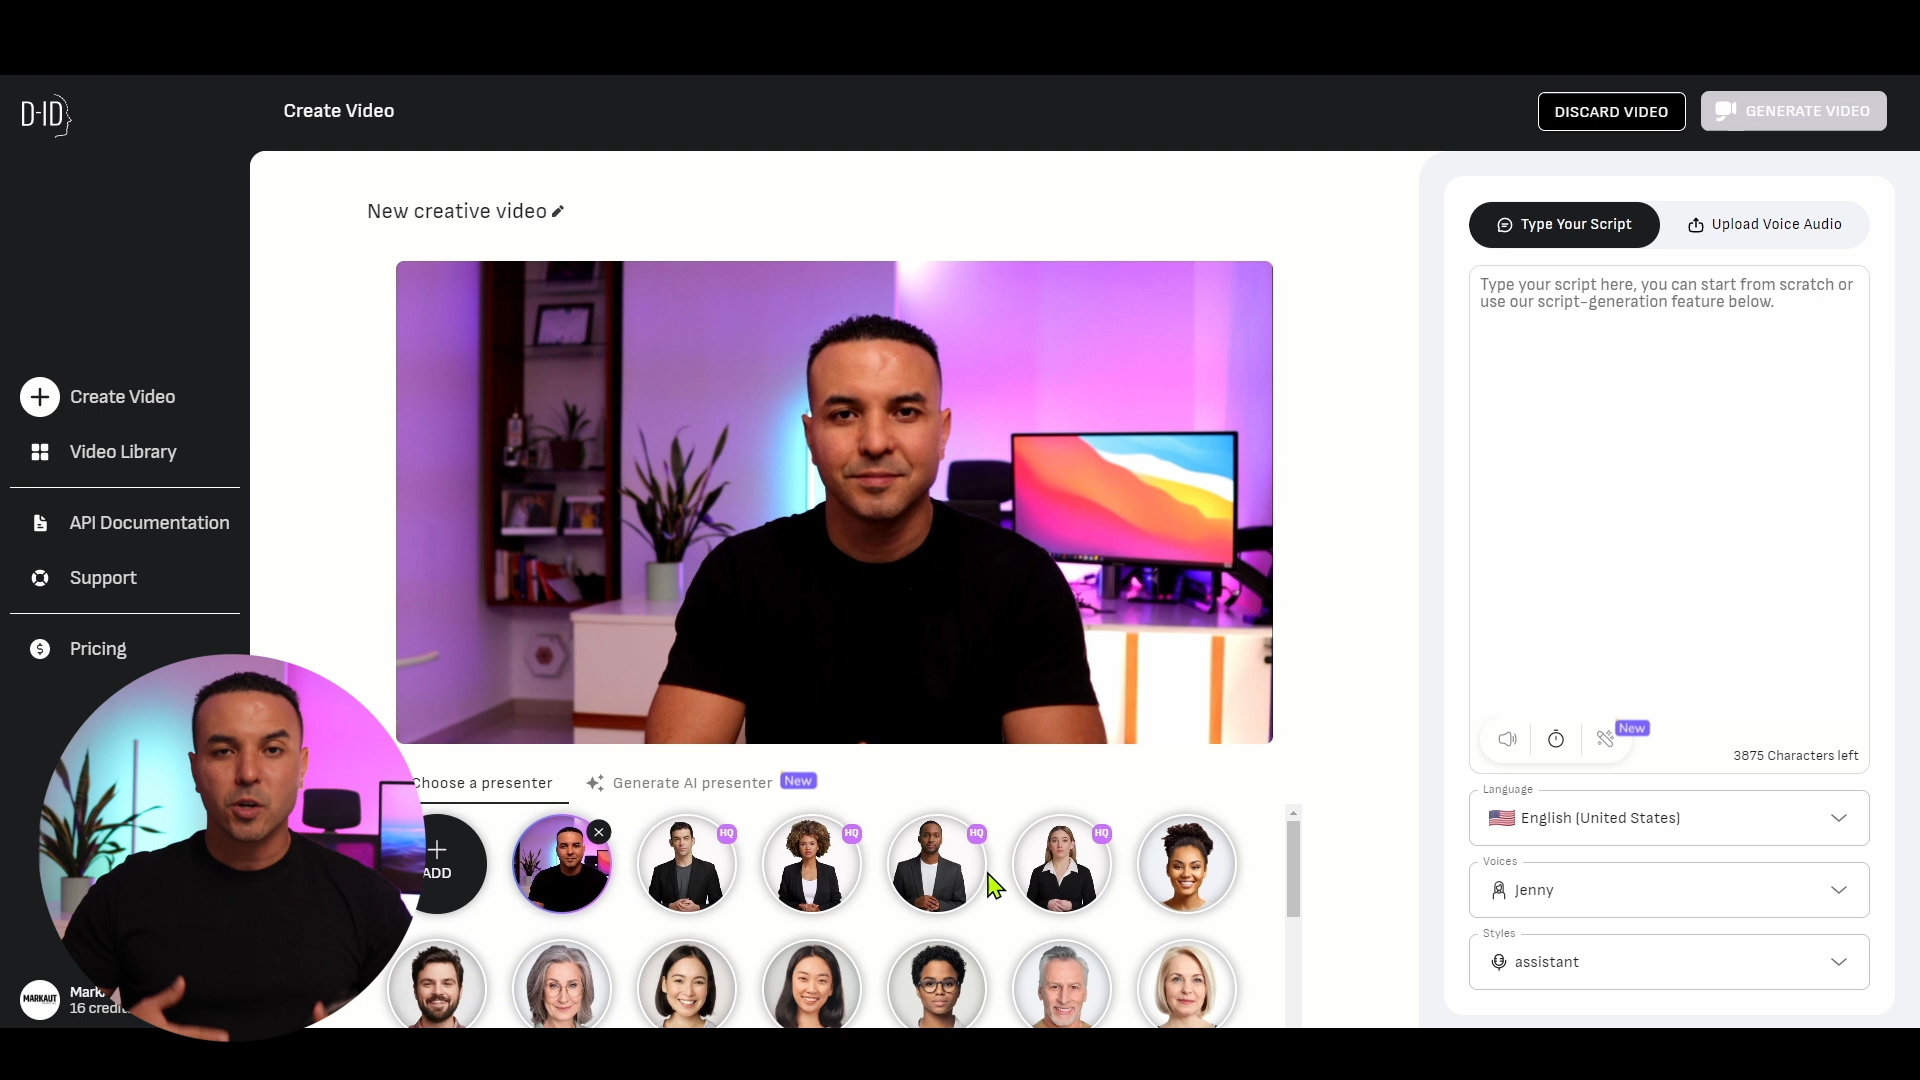 D-ID
Create Video
DISCARD VIDEO
GENERATE VIDEO
New creative video
Type Your Script
Upload Voice Audio
Type your script here, you can start from scratch or
use our script-generation feature below.
Create Video
Video Library
API Documentation
Support
Pricing
New
3875 Characters left
Choose a presenter
Generate AI presenter
New
Language
English (United States)
ADD
HQ
HQ
HQ
HQ
Voices
Jenny
Styles
assistant
MARKAUT
Mark
16 credit